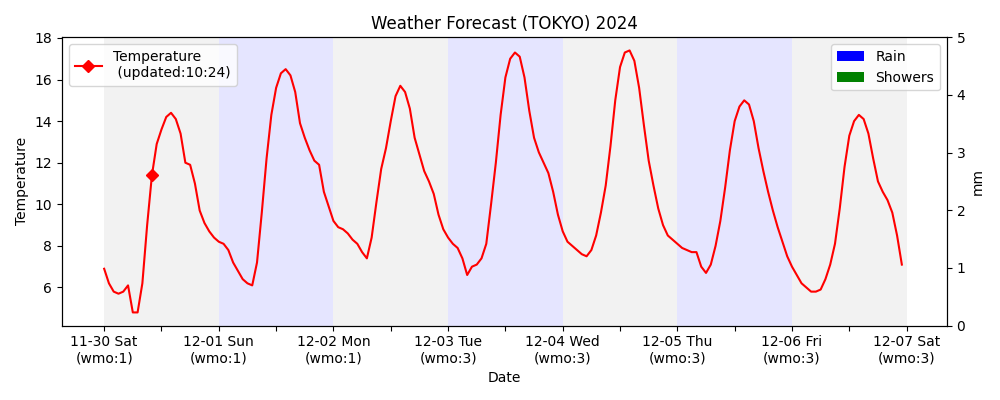 Weather Forecast (TOKYO) 2024
Temperature
(updated:10:24)
Rain
Showers
18
16
14
12
10
8
6
Temperature
5
4
3
2
1
0
mm
11-30 Sat
(wmo:1)
12-01 Sun
(wmo:1)
12-02 Mon
(wmo:1)
12-03 Tue
(wmo:3)
12-04 Wed
(wmo:3)
12-05 Thu
(wmo:3)
12-06 Fri
(wmo:3)
12-07 Sat
(wmo:3)
Date